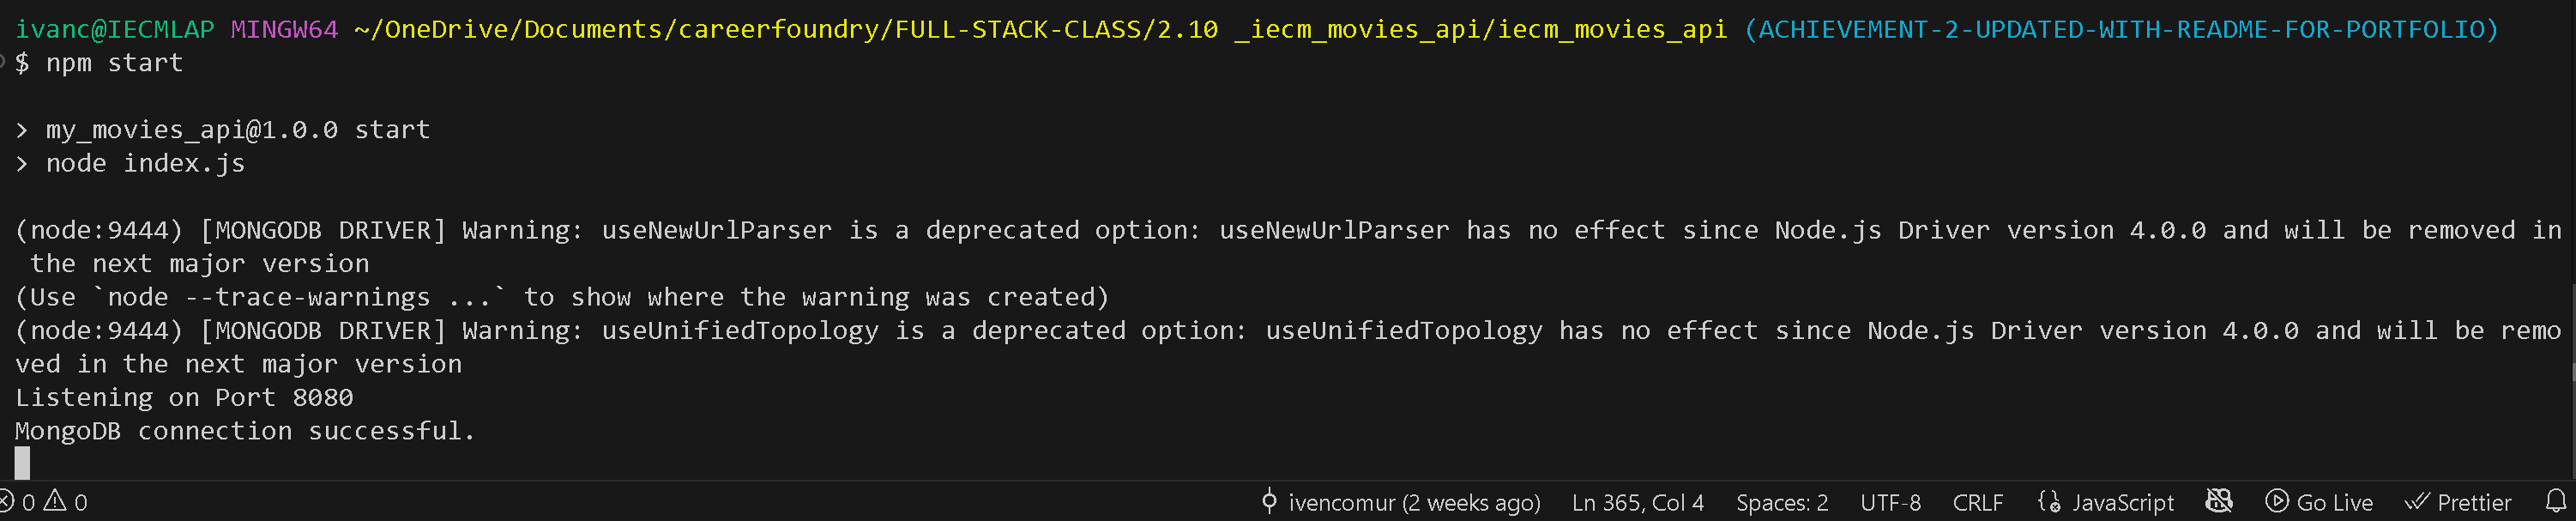 ivanc@IECMLAP MINGW64 ~/OneDrive/Documents/careerfoundry/FULL-STACK-CLASS/2.10 _iecm_movies_api/iecm_movies_api (ACHIEVEMENT-2-UPDATED-WITH-README-FOR-PORTFOLIO)
$ npm start
> my_movies_api@1.0.0 start
> node index.js
(node:9444) [MONGODB DRIVER] Warning: useNewUrlParser is a deprecated option: useNewUrlParser has no effect since Node.js Driver version 4.0.0 and will be removed in
the next major version
(Use `node --trace-warnings ...` to show where the warning was created)
(node:9444) [MONGODB DRIVER] Warning: useUnifiedTopology is a deprecated option: useUnifiedTopology has no effect since Node.js Driver version 4.0.0 and will be remo
ved in the next major version
Listening on Port 8080
MongoDB connection successful.
0 0 ivencomur (2 weeks ago) Ln 365, Col 4 Spaces: 2 UTF-8 CRLF JavaScript Go Live Prettier